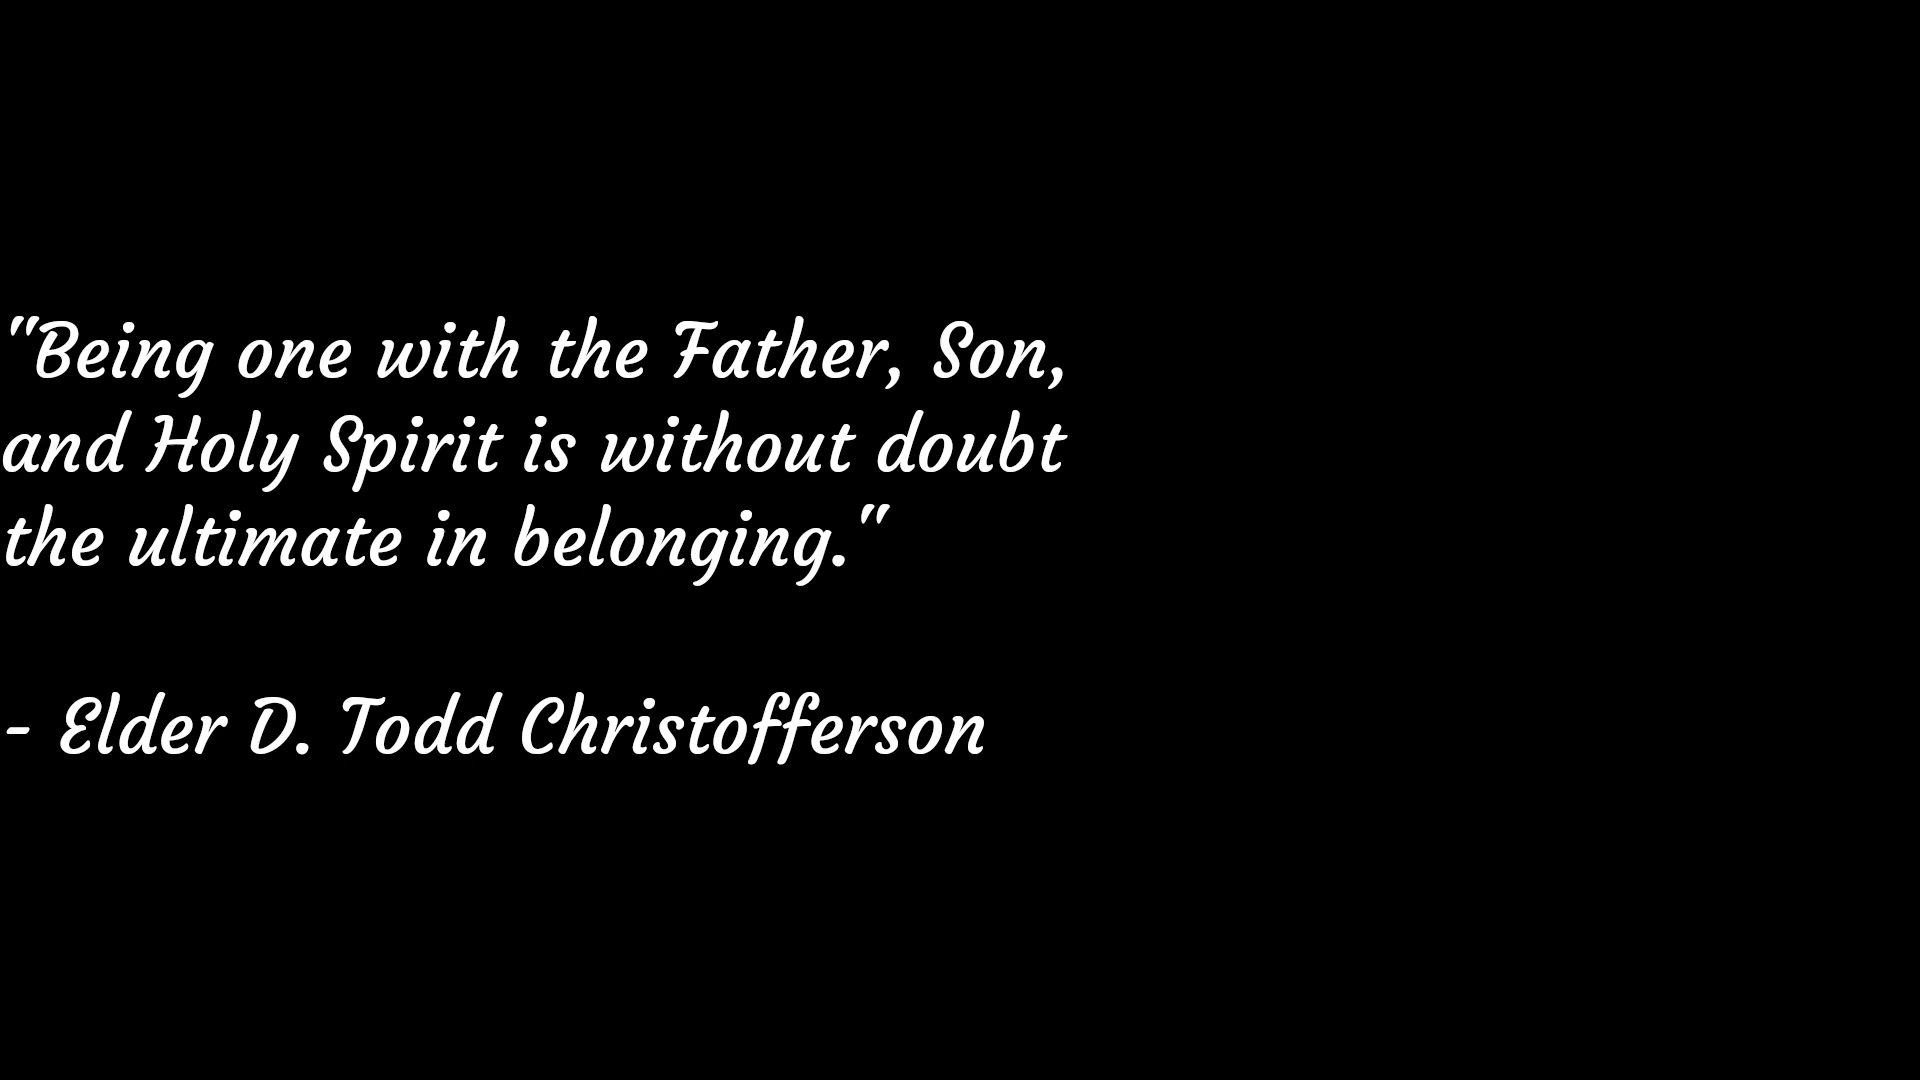 "Being one with the Father, Son,
and Holy Spirit is without doubt
the ultimate in belonging."
- Elder D. Todd Christofferson